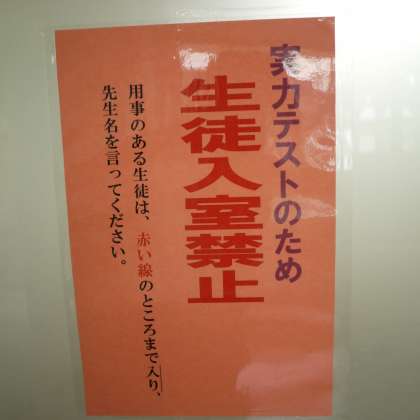 実力テストのため
生徒入室禁止
用事のある生徒は、赤い線のところまで入り、
先生名を言ってください。